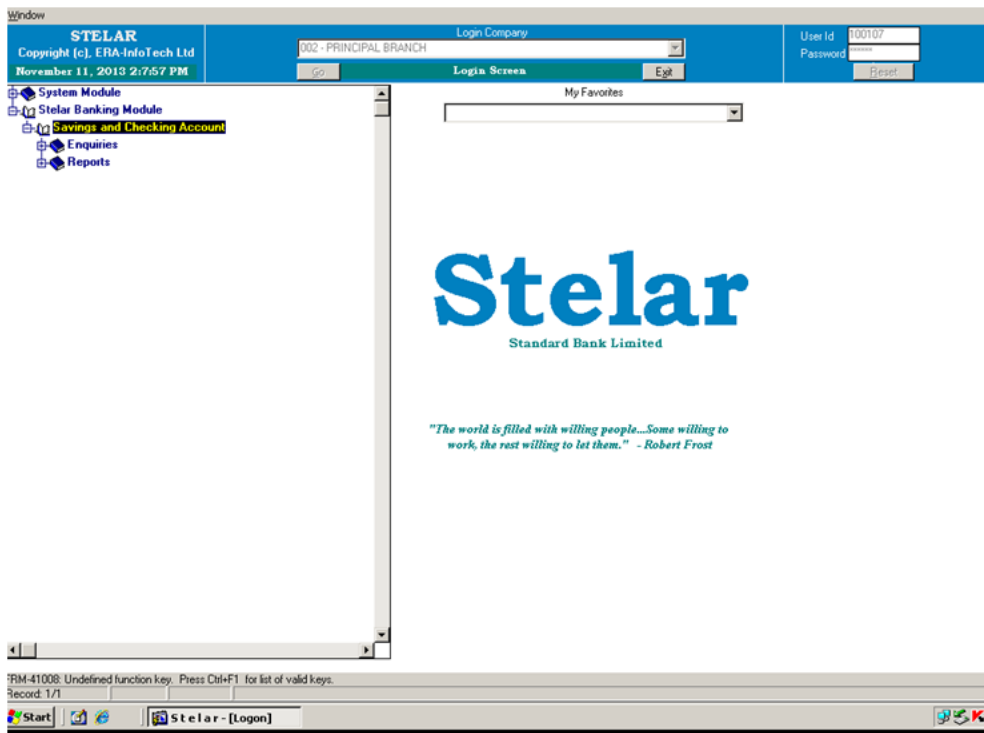 Window
STELAR
Copyright [c], ERA-InfoTech Ltd
November 11, 2013 2:7:57 PM
Login Company
002 - PRINCIPAL BRANCH
Go
Login Screen
Exit
User Id 100107
Password ******
Reset
System Module
Stelar Banking Module
Savings and Checking Account
Enquiries
Reports
My Favorites
Stelar
Standard Bank Limited
"The world is filled with willing people...Some willing to
work, the rest willing to let them." - Robert Frost
FRM-41008: Undefined function key. Press Ctrl+F1 for list of valid keys.
Record: 1/1
Start
Stelar - [Logon]